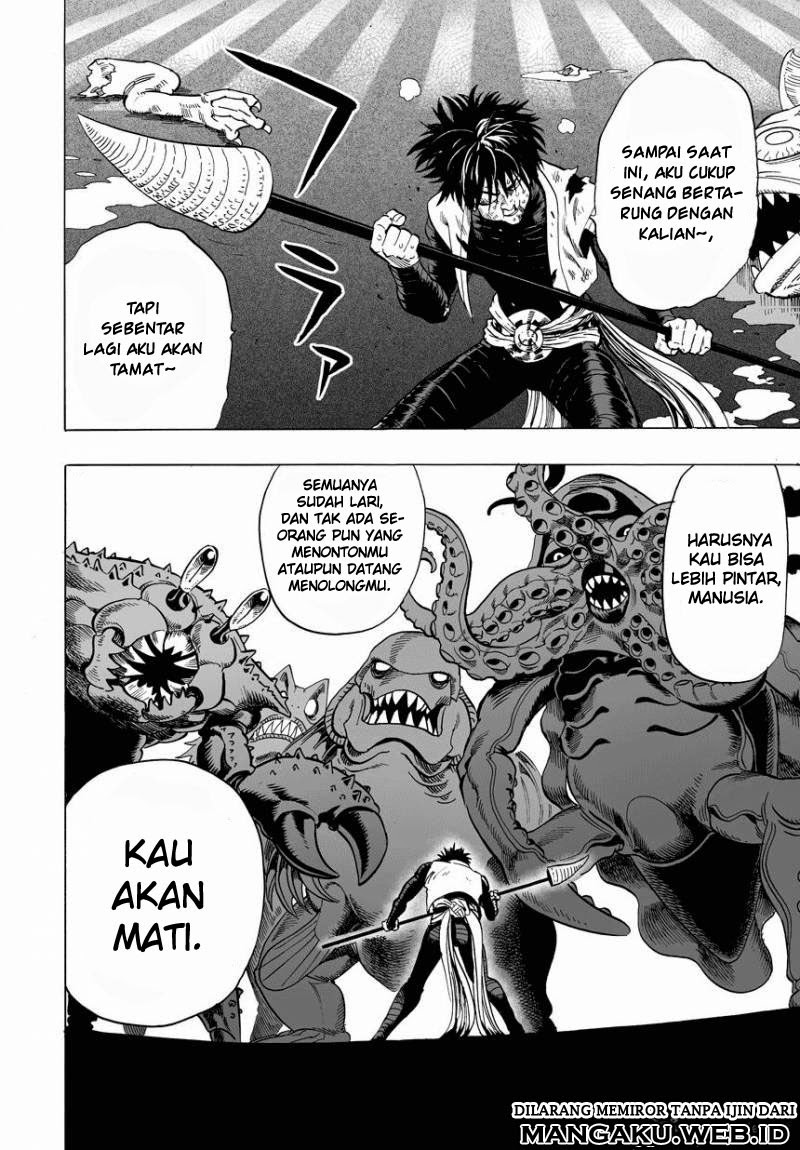 SAMPAI SAAT
INI, AKU CUKUP
SENANG BERTA-
RUNG DENGAN
KALIAN~,
TAPI
SEBENTAR
LAGI AKU AKAN
TAMAT~
ァァ
HARUSNYA
KAU BISA
LEBIH PINTAR,
MANUSIA.
SEMUANYA
SUDAH LARI,
DAN TAK ADA SE-
ORANG PUN YANG
MENONTONMU
ATAUPUN DATANG
MENOLONGMU.
KAU
AKAN
MATI.
DILARANG MEMIROR TANPA IJIN DARI
MANGAKU.WEB.ID